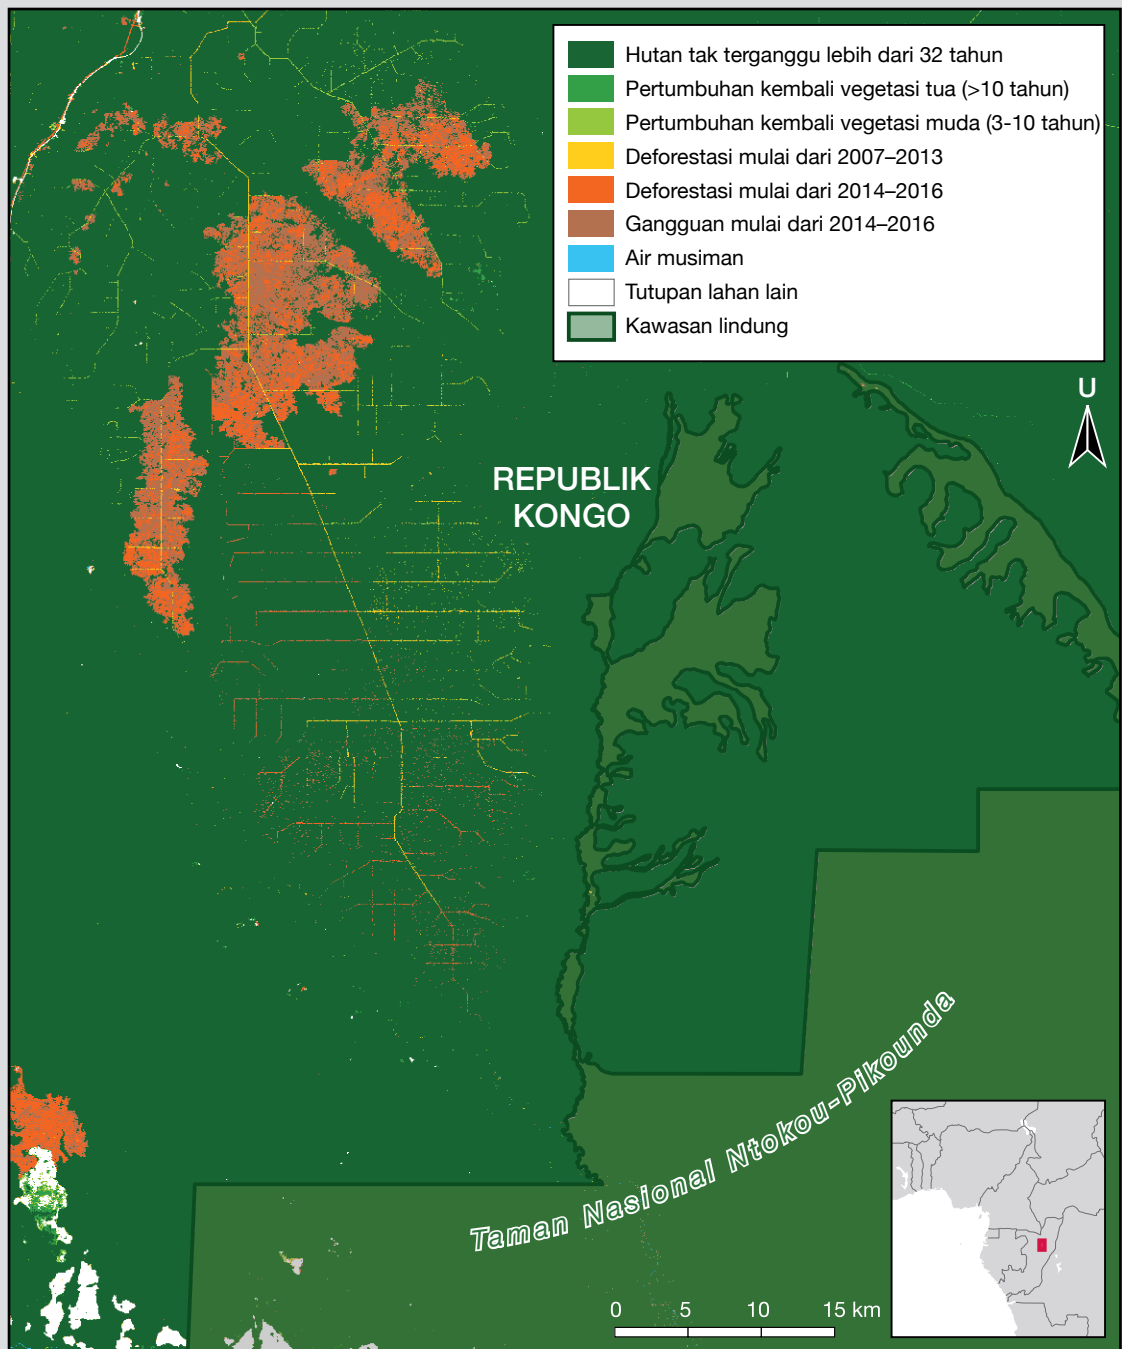 Hutan tak terganggu lebih dari 32 tahun
Pertumbuhan kembali vegetasi tua (>10 tahun)
Pertumbuhan kembali vegetasi muda (3-10 tahun)
Deforestasi mulai dari 2007–2013
Deforestasi mulai dari 2014–2016
Gangguan mulai dari 2014–2016
Air musiman
Tutupan lahan lain
Kawasan lindung
U
REPUBLIK
KONGO
Taman Nasional Ntokou-Pikounda
0 5 10 15 km